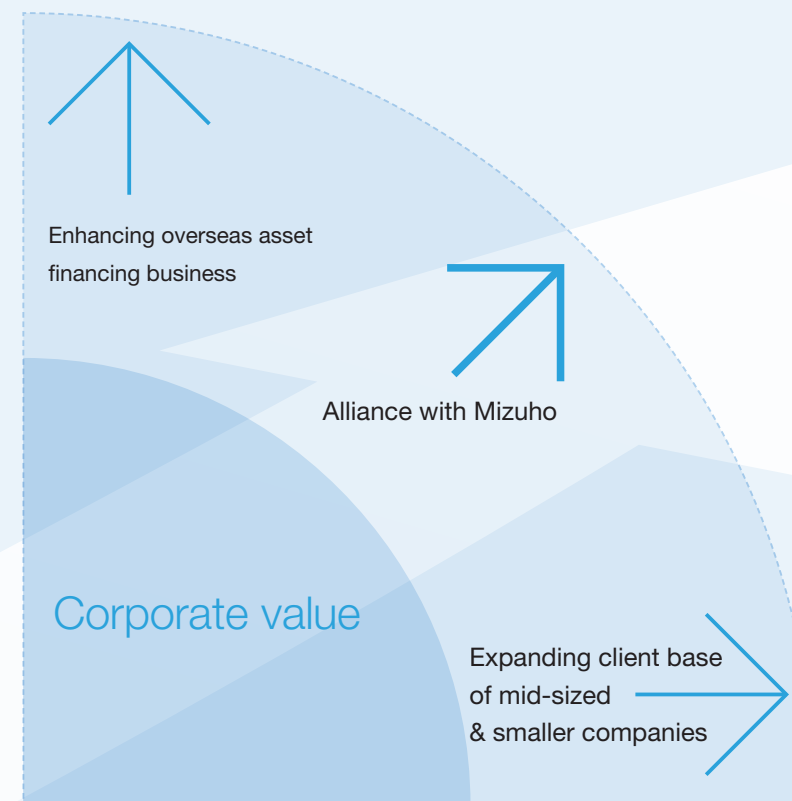 Enhancing overseas asset
financing business
Alliance with Mizuho
Corporate value
Expanding client base
of mid-sized
& smaller companies